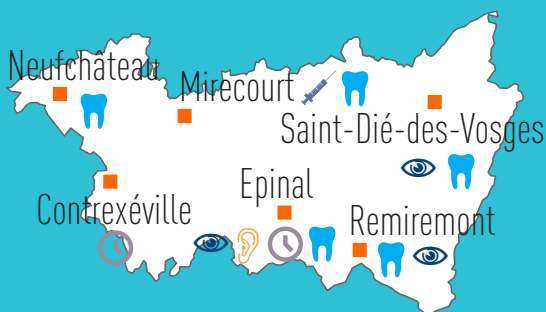 Neufchâteau
Mirecourt
Saint-Dié-des-Vosges
Epinal
Contrexéville
Remiremont